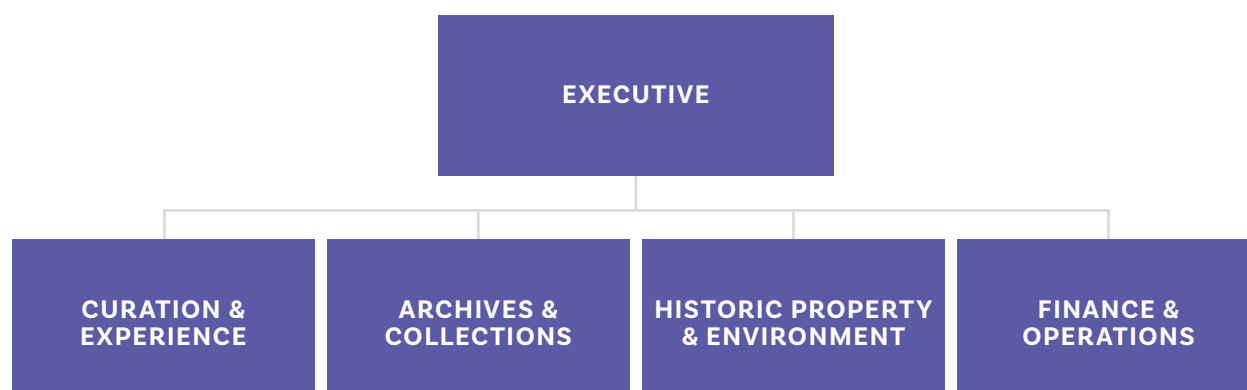 EXECUTIVE
CURATION &
EXPERIENCE
ARCHIVES &
COLLECTIONS
HISTORIC PROPERTY
& ENVIRONMENT
FINANCE &
OPERATIONS